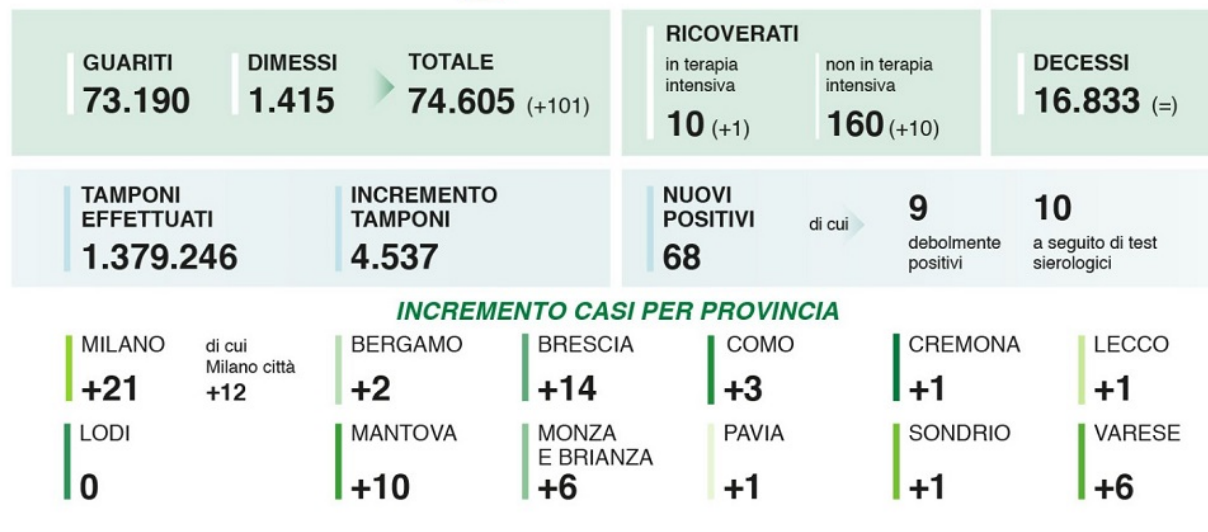 GUARITI
73.190
DIMESSI
1.415
TOTALE
74.605 (+101)
RICOVERATI
in terapia
intensiva
10 (+1)
non in terapia
intensiva
160 (+10)
DECESSI
16.833 (=)
TAMPONI
EFFETTUATI
1.379.246
INCREMENTO
TAMPONI
4.537
NUOVI
POSITIVI
68
di cui
9
debolmente
positivi
10
a seguito di test
sierologici
INCREMENTO CASI PER PROVINCIA
MILANO
+21
di cui
Milano città
+12
BERGAMO
+2
BRESCIA
+14
COMO
+3
CREMONA
+1
LECCO
+1
LODI
0
MANTOVA
+10
MONZA
E BRIANZA
+6
PAVIA
+1
SONDRIO
+1
VARESE
+6